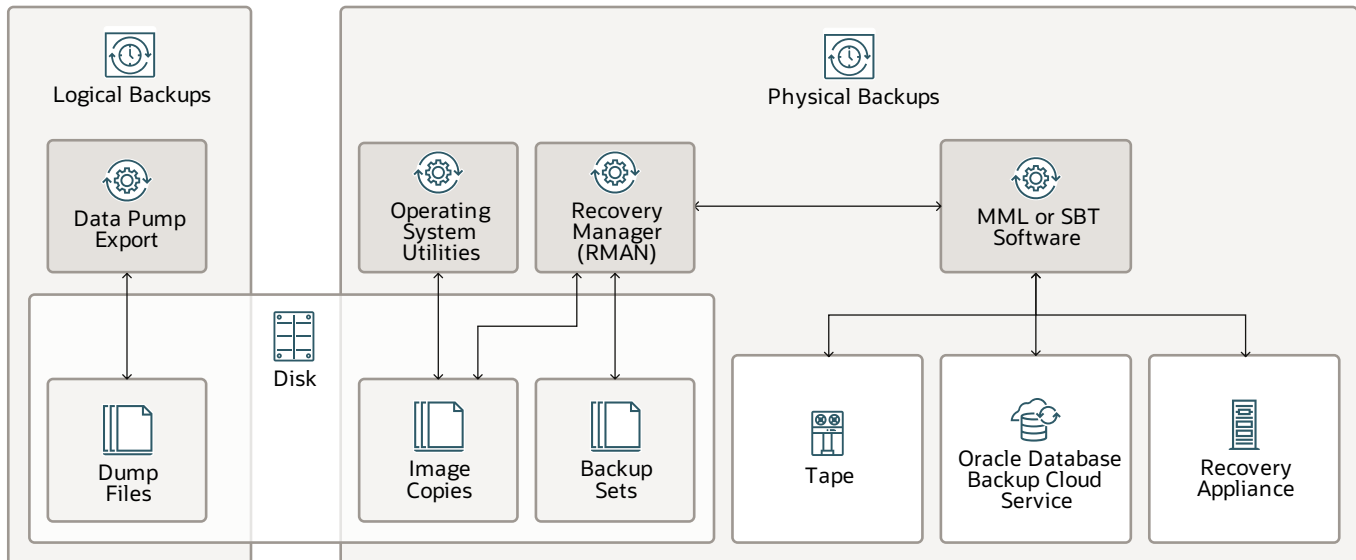 Logical Backups
Physical Backups
Data Pump
Export
Operating
System
Utilities
Recovery
Manager
(RMAN)
MML or SBT
Software
Disk
Dump
Files
Image
Copies
Backup
Sets
Tape
Oracle Database
Backup Cloud
Service
Recovery
Appliance